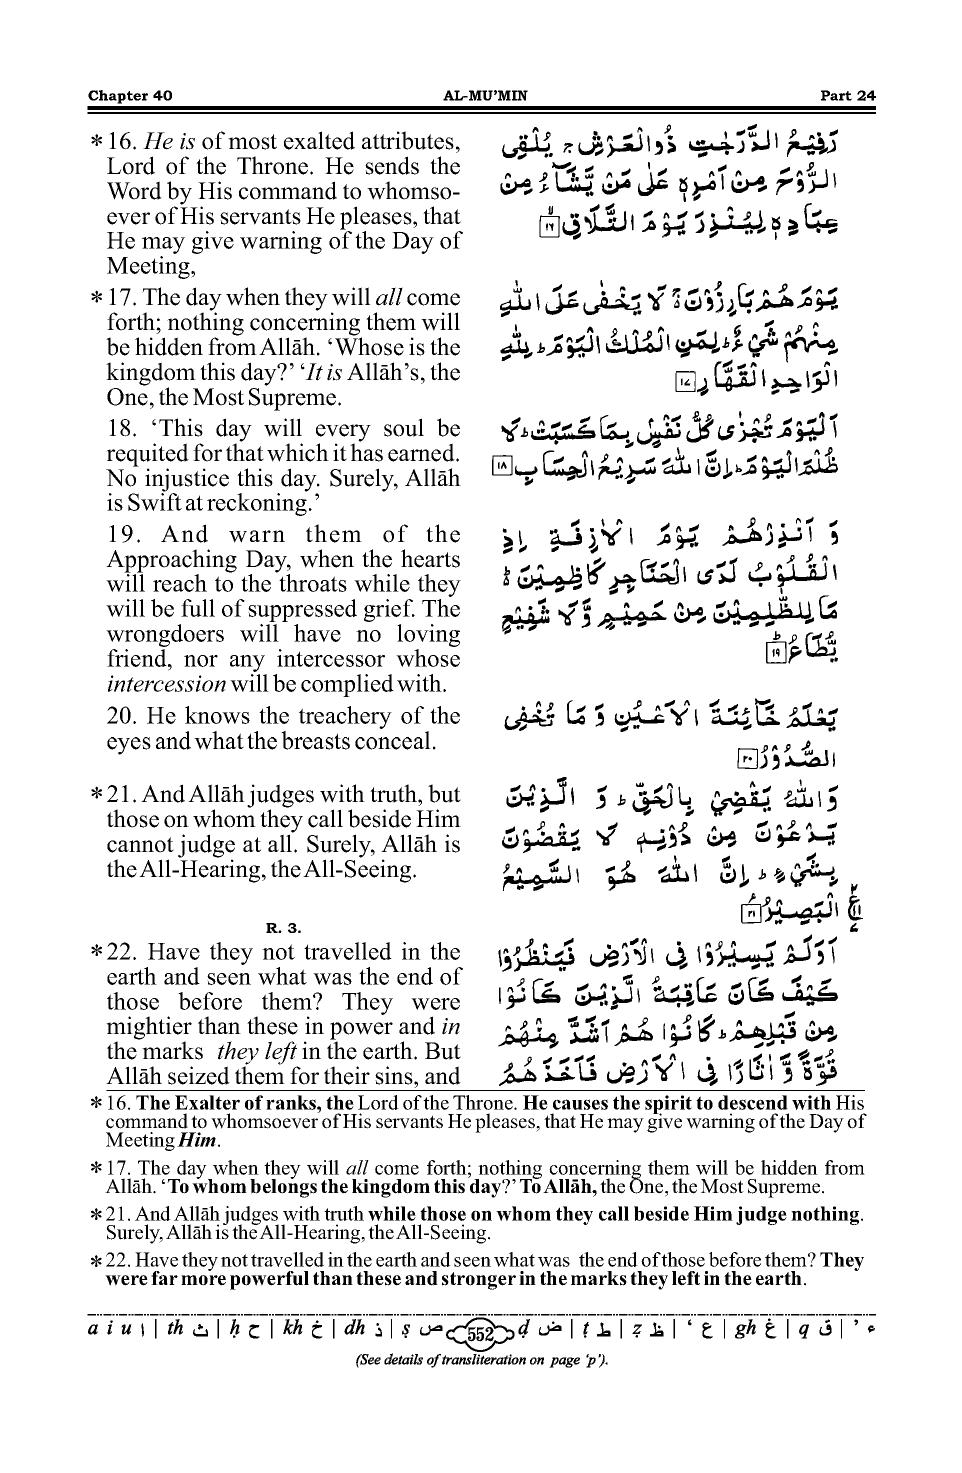 Chapter 40 AL-MU’MIN Part 24
* 16. He is of most exalted attributes,
Lord of the Throne. He sends the
Word by His command to whomso-
ever of His servants He pleases, that
He may give warning of the Day of
Meeting,
رَفِيْعُ الدَّرَجٰتِ ذُوالْعَرْشِ ۚ يُلْقِي
الرُّوْحَ مِنْ اَمْرِهٖ عَلٰى مَنْ يَّشَآءُ مِنْ
عِبَادِهٖ لِيُنْذِرَ يَوْمَ التَّلَاقِ ۙ﴿۱۶﴾
* 17. The day when they will all come
forth; nothing concerning them will
be hidden from Allāh. ‘Whose is the
kingdom this day?’ ‘It is Allāh’s, the
One, the Most Supreme.
يَوْمَ هُمْ بَارِزُوْنَ ۬ۚ لَا يَخْفٰى عَلَى اللّٰهِ
مِنْهُمْ شَيْءٌ ؕ لِمَنِ الْمُلْكُ الْيَوْمَ ؕ لِلّٰهِ
الْوَاحِدِ الْقَهَّارِ ﴿۱۷﴾
18. ‘This day will every soul be
requited for that which it has earned.
No injustice this day. Surely, Allāh
is Swift at reckoning.’
اَلْيَوْمَ تُجْزٰى كُلُّ نَفْسٍۭ بِمَا كَسَبَتْ ؕ لَا
ظُلْمَ الْيَوْمَ ؕ اِنَّ اللّٰهَ سَرِيْعُ الْحِسَابِ ﴿۱۸﴾
19. And warn them of the
Approaching Day, when the hearts
will reach to the throats while they
will be full of suppressed grief. The
wrongdoers will have no loving
friend, nor any intercessor whose
intercession will be complied with.
وَ اَنْذِرْهُمْ يَوْمَ الْاٰزِفَةِ اِذِ
الْقُلُوْبُ لَدَى الْحَنَاجِرِ كَاظِمِيْنَ ۬ؕ
مَا لِلظّٰلِمِيْنَ مِنْ حَمِيْمٍ وَّ لَا شَفِيْعٍ
يُّطَاعُ ﴿ؕ۱۹﴾
20. He knows the treachery of the
eyes and what the breasts conceal.
يَعْلَمُ خَآئِنَةَ الْاَعْيُنِ وَ مَا تُخْفِي
الصُّدُوْرُ ﴿۲۰﴾
* 21. And Allāh judges with truth, but
those on whom they call beside Him
cannot judge at all. Surely, Allāh is
the All-Hearing, the All-Seeing.
وَ اللّٰهُ يَقْضِيْ بِالْحَقِّ ؕ وَ الَّذِيْنَ
يَدْعُوْنَ مِنْ دُوْنِهٖ لَا يَقْضُوْنَ
بِشَيْءٍ ؕ اِنَّ اللّٰهَ هُوَ السَّمِيْعُ
الْبَصِيْرُ ﴿۲۱﴾
R. 3.
* 22. Have they not travelled in the
earth and seen what was the end of
those before them? They were
mightier than these in power and in
the marks they left in the earth. But
Allāh seized them for their sins, and
اَوَلَمْ يَسِيْرُوْا فِي الْاَرْضِ فَيَنْظُرُوْا
كَيْفَ كَانَ عَاقِبَةُ الَّذِيْنَ كَانُوْا
مِنْ قَبْلِهِمْ ؕ كَانُوْا هُمْ اَشَدَّ مِنْهُمْ
قُوَّةً وَّ اٰثَارًا فِي الْاَرْضِ فَاَخَذَهُمُ
* 16. The Exalter of ranks, the Lord of the Throne. He causes the spirit to descend with His
command to whomsoever of His servants He pleases, that He may give warning of the Day of
Meeting Him.
* 17. The day when they will all come forth; nothing concerning them will be hidden from
Allāh. ‘To whom belongs the kingdom this day?’ To Allāh, the One, the Most Supreme.
* 21. And Allāh judges with truth while those on whom they call beside Him judge nothing.
Surely, Allāh is the All-Hearing, the All-Seeing.
* 22. Have they not travelled in the earth and seen what was the end of those before them? They
were far more powerful than these and stronger in the marks they left in the earth.
a i u ا | th ث | ḥ ح | kh خ | dh ذ | ṣ ص 552 ḍ ض | ṭ ط | ẓ ظ | ‘ ع | gh غ | q ق | ’ ء
(See details of transliteration on page ‘p’).